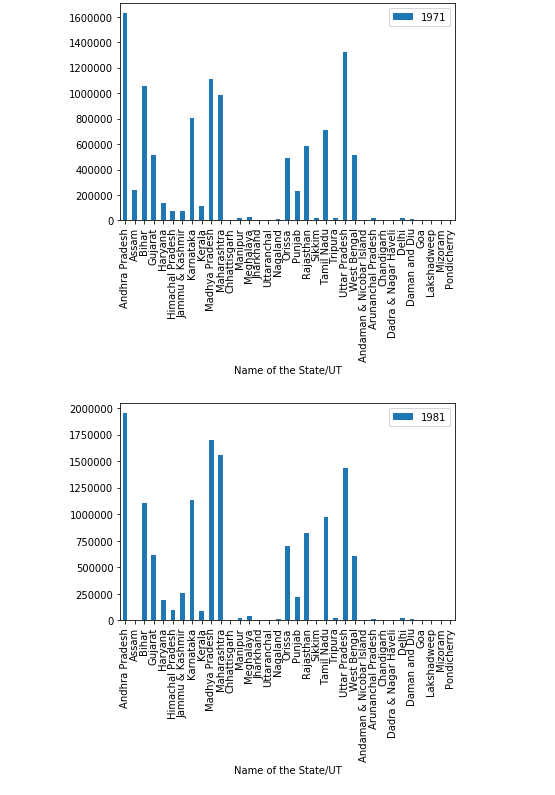 1600000
1400000
1200000
1000000
800000
600000
400000
200000
0
1971
Andhra Pradesh
Assam
Bihar
Gujarat
Haryana
Himachal Pradesh
Jammu & Kashmir
Karnataka
Kerala
Madhya Pradesh
Maharashtra
Chhattisgarh
Manipur
Meghalaya
Jharkhand
Uttaranchal
Nagaland
Orissa
Punjab
Rajasthan
Sikkim
Tamil Nadu
Tripura
Uttar Pradesh
West Bengal
Andaman & Nicobar Island
Arunanchal Pradesh
Chandigarh
Dadra & Nagar Haveli
Delhi
Daman and Diu
Goa
Lakshadweep
Mizoram
Pondicherry
Name of the State/UT
2000000
1750000
1500000
1250000
1000000
750000
500000
250000
0
1981
Andhra Pradesh
Assam
Bihar
Gujarat
Haryana
Himachal Pradesh
Jammu & Kashmir
Karnataka
Kerala
Madhya Pradesh
Maharashtra
Chhattisgarh
Manipur
Meghalaya
Jharkhand
Uttaranchal
Nagaland
Orissa
Punjab
Rajasthan
Sikkim
Tamil Nadu
Tripura
Uttar Pradesh
West Bengal
Andaman & Nicobar Island
Arunanchal Pradesh
Chandigarh
Dadra & Nagar Haveli
Delhi
Daman and Diu
Goa
Lakshadweep
Mizoram
Pondicherry
Name of the State/UT